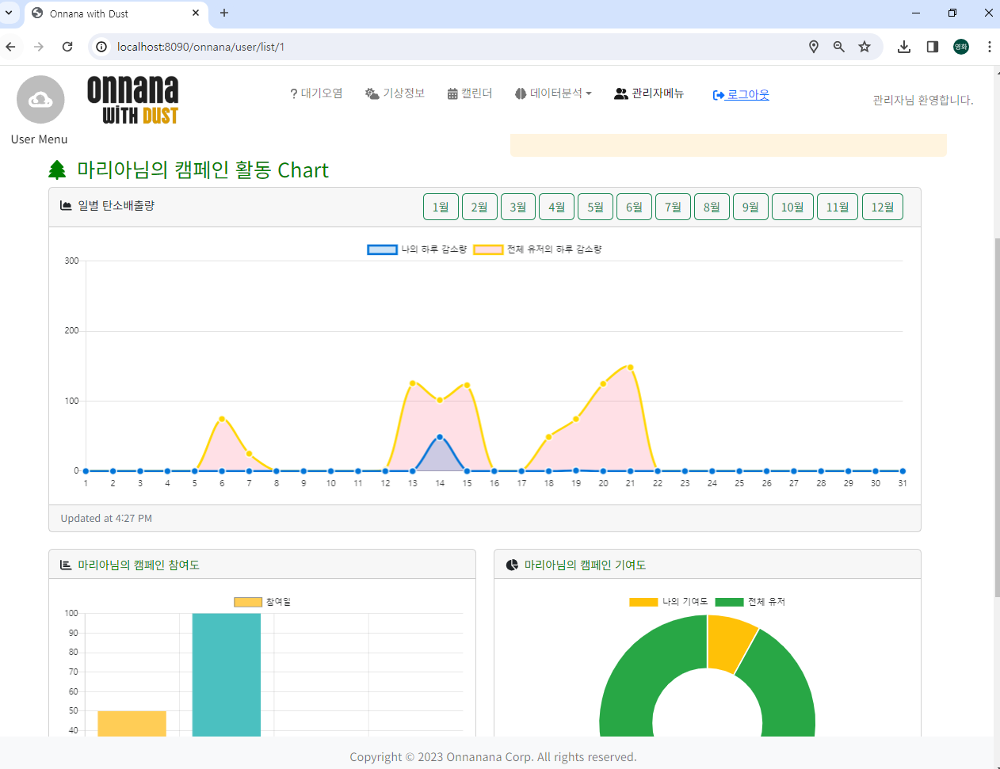 Onnana with Dust
localhost:8090/onnana/user/list/1
영화
onnana
WITH DUST
? 대기오염
기상정보
캘린더
데이터분석
관리자메뉴
로그아웃
관리자님 환영합니다.
User Menu
마리아님의 캠페인 활동 Chart
일별 탄소배출량
1월 2월 3월 4월 5월 6월 7월 8월 9월 10월 11월 12월
나의 하루 감소량 전체 유저의 하루 감소량
300
200
100
0
1 2 3 4 5 6 7 8 9 10 11 12 13 14 15 16 17 18 19 20 21 22 23 24 25 26 27 28 29 30 31
Updated at 4:27 PM
마리아님의 캠페인 참여도
참여일
100
90
80
70
60
50
40
마리아님의 캠페인 기여도
나의 기여도 전체 유저
Copyright © 2023 Onnanana Corp. All rights reserved.